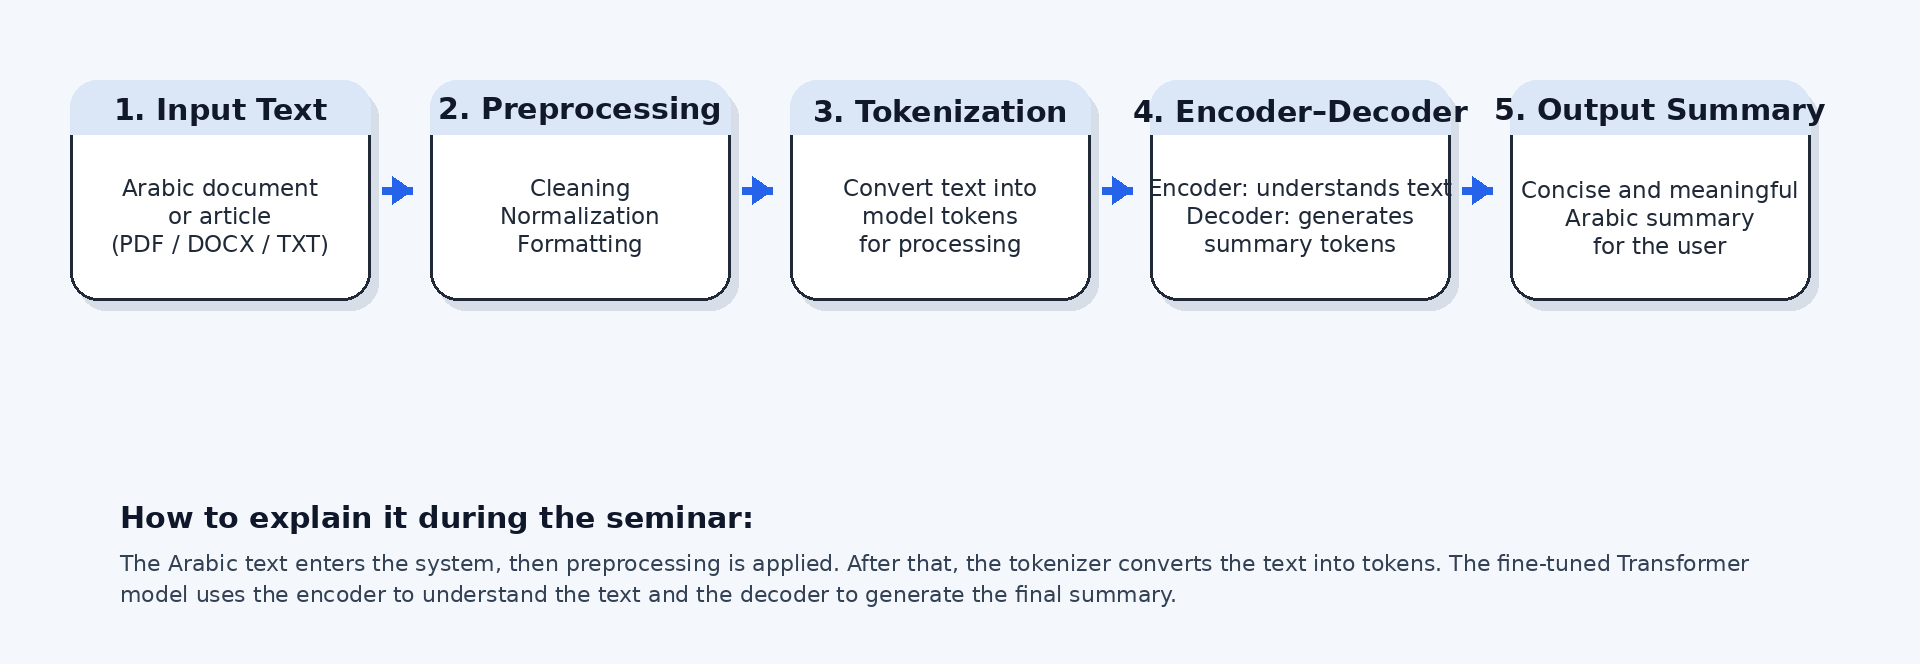 1. Input Text
Arabic document
or article
(PDF / DOCX / TXT)
2. Preprocessing
Cleaning
Normalization
Formatting
3. Tokenization
Convert text into
model tokens
for processing
4. Encoder–Decoder
Encoder: understands text
Decoder: generates
summary tokens
5. Output Summary
Concise and meaningful
Arabic summary
for the user
How to explain it during the seminar:
The Arabic text enters the system, then preprocessing is applied. After that, the tokenizer converts the text into tokens. The fine-tuned Transformer
model uses the encoder to understand the text and the decoder to generate the final summary.